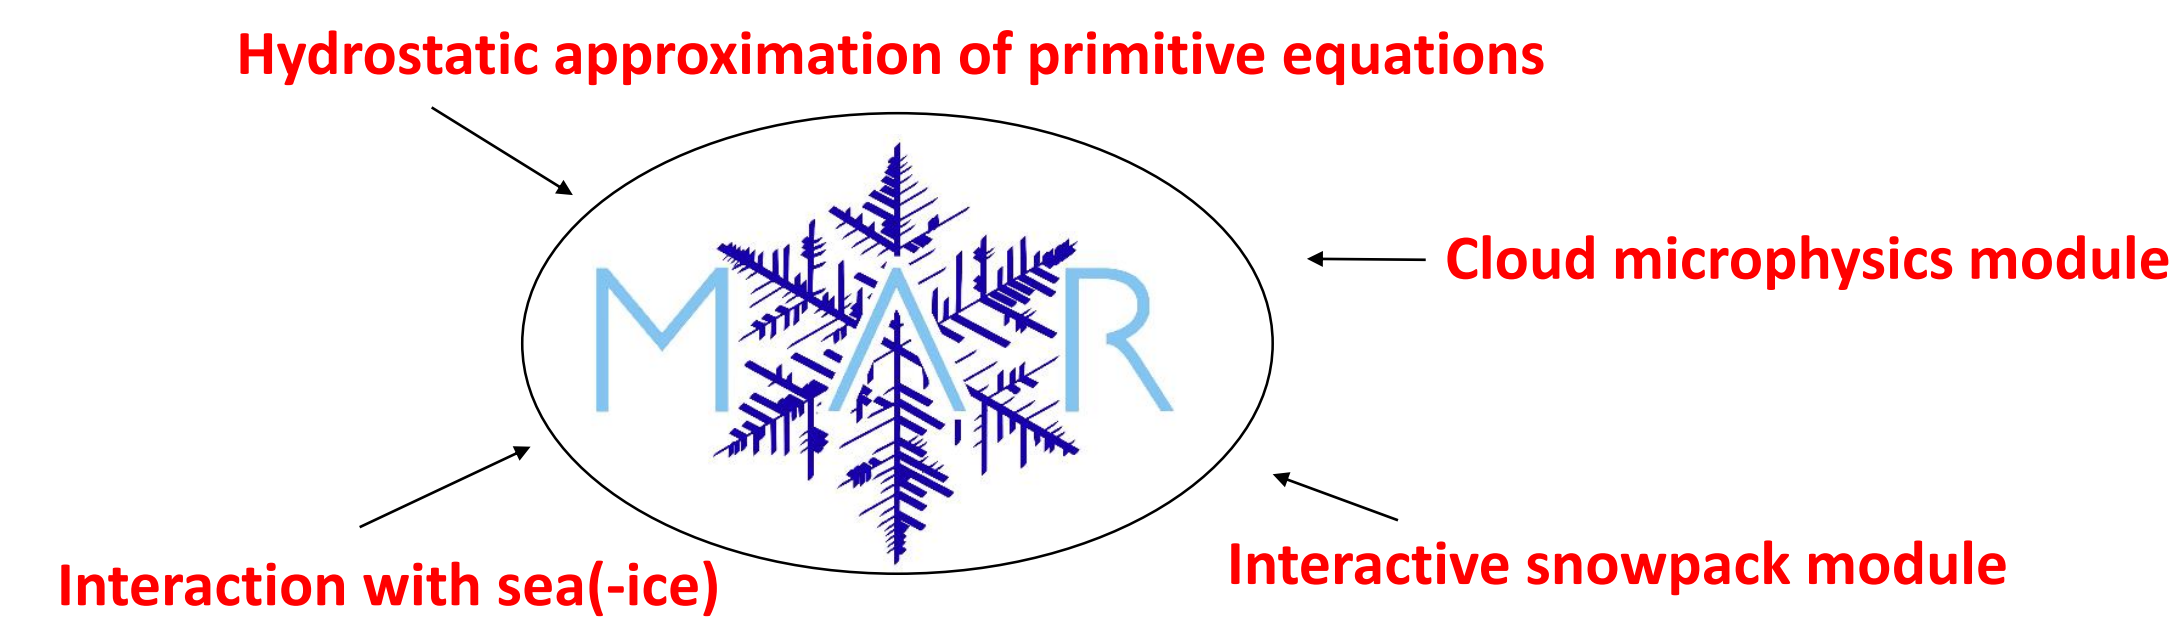 Hydrostatic approximation of primitive equations
Cloud microphysics module
MAR
Interaction with sea(-ice)
Interactive snowpack module